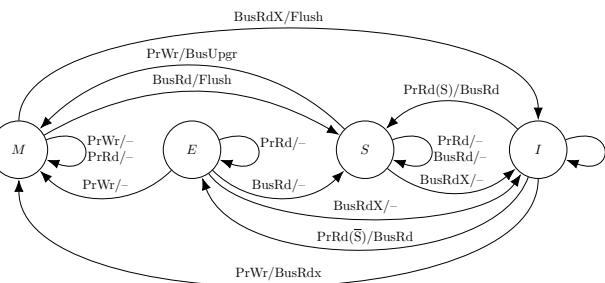 BusRdX/Flush
PrWr/BusUpgr
BusRd/Flush
PrRd(S)/BusRd
M
PrWr/–
PrRd/–
E
PrRd/–
S
PrRd/–
BusRd/–
I
PrWr/–
BusRd/–
BusRdX/–
BusRdX/–
PrRd(S̅)/BusRd
PrWr/BusRdx